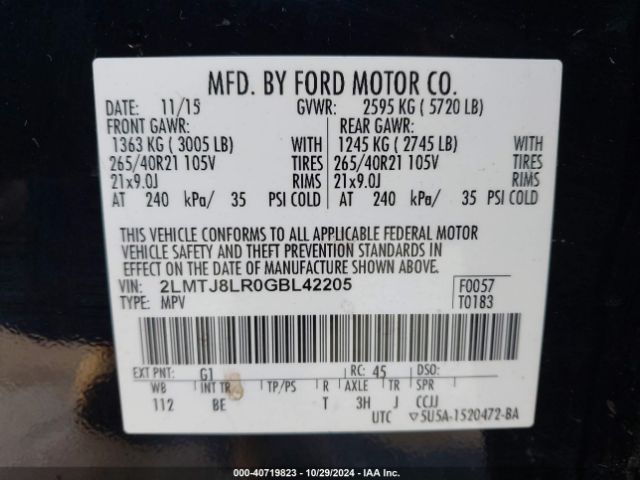 MFD. BY FORD MOTOR CO.
DATE: 11/15 GVWR: 2595 KG ( 5720 LB)
FRONT GAWR: REAR GAWR:
1363 KG ( 3005 LB) WITH 1245 KG ( 2745 LB) WITH
265/40R21 105V TIRES 265/40R21 105V TIRES
21x9.0J RIMS 21x9.0J RIMS
AT 240 kPa/ 35 PSI COLD AT 240 kPa/ 35 PSI COLD
THIS VEHICLE CONFORMS TO ALL APPLICABLE FEDERAL MOTOR
VEHICLE SAFETY AND THEFT PREVENTION STANDARDS IN
EFFECT ON THE DATE OF MANUFACTURE SHOWN ABOVE.
VIN: 2LMTJ8LR0GBL42205 F0057
TYPE: MPV T0183
EXT PNT: G1 RC: 45 DSO:
WB INT TR TP/PS R AXLE TR SPR
112 BE T 3H J CCJJ
UTC ▽5U5A-1520472-BA
000-40719823 - 10/29/2024 - IAA Inc.